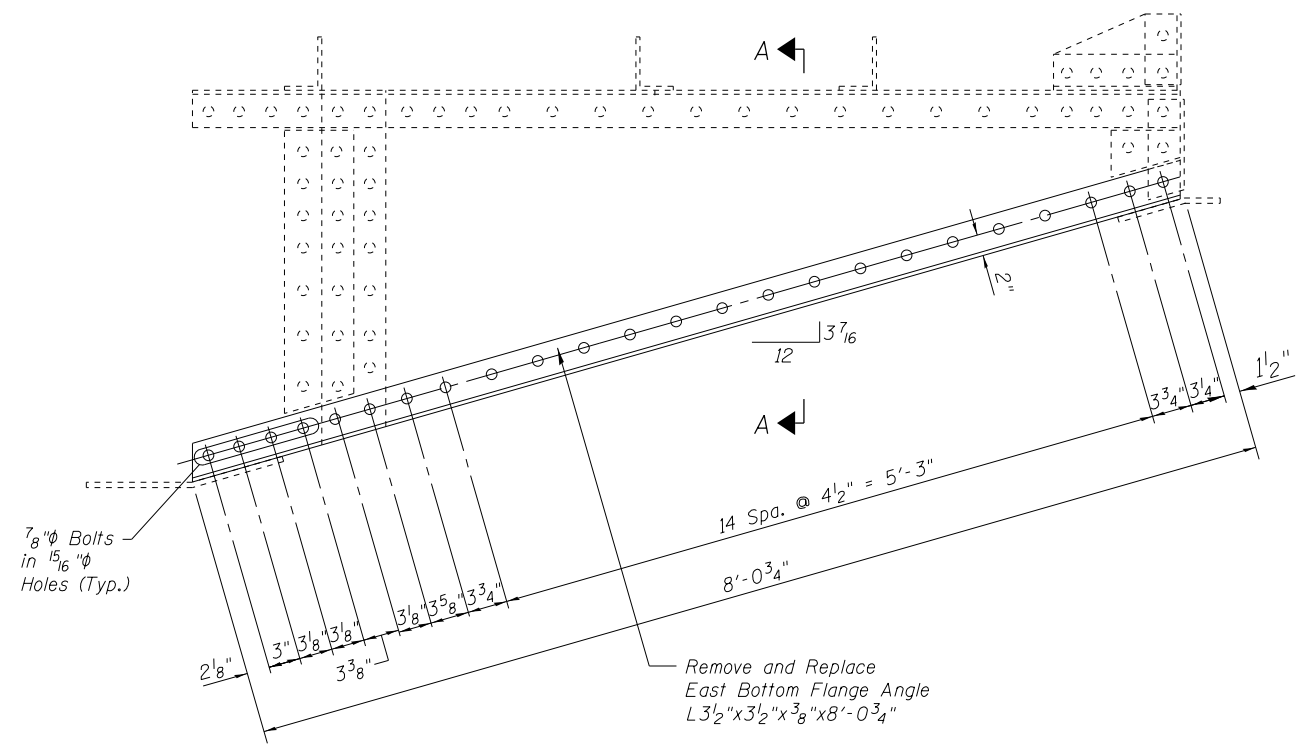 A
2"
3 7/16
12
A
1 1/2"
3 3/4"
3 1/4"
14 Spa. @ 4 1/2" = 5'-3"
8'-0 3/4"
7/8"φ Bolts
in 15/16"φ
Holes (Typ.)
2 1/8"
3"
3 1/8"
3 1/8"
3 3/8"
3 1/8"
3 5/8"
3 3/4"
Remove and Replace
East Bottom Flange Angle
L3 1/2"x3 1/2"x3/8"x8'-0 3/4"